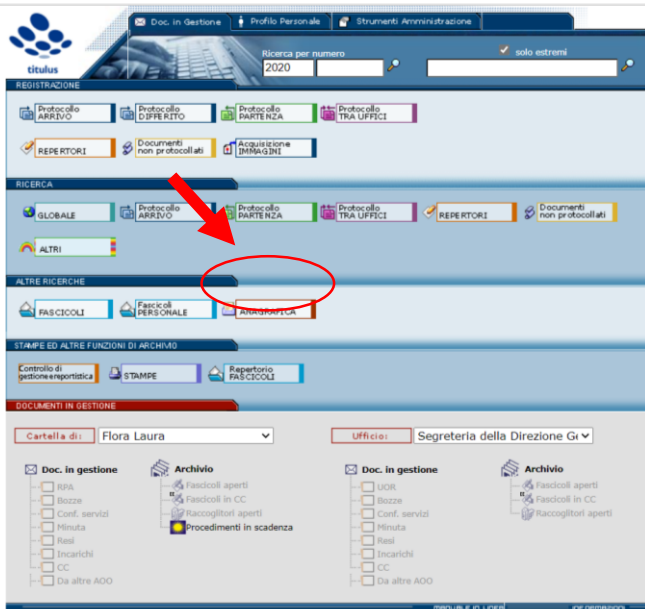 Doc. in Gestione Profilo Personale Strumenti Amministrazione
titulus
Ricerca per numero
solo estremi
2020
REGISTRAZIONE
Protocollo ARRIVO
Protocollo DIFFERITO
Protocollo PARTENZA
Protocollo TRA UFFICI
REPERTORI
Documenti non protocollati
Acquisizione IMMAGINI
RICERCA
GLOBALE
Protocollo ARRIVO
Protocollo PARTENZA
Protocollo TRA UFFICI
REPERTORI
Documenti non protocollati
ALTRI
ALTRE RICERCHE
FASCICOLI
Fascicoli PERSONALE
ANAGRAFICA
STAMPE ED ALTRE FUNZIONI DI ARCHIVIO
Controllo di gestione e reportistica
STAMPE
Repertorio FASCICOLI
DOCUMENTI IN GESTIONE
Cartella di: Flora Laura
Ufficio: Segreteria della Direzione Ge
Doc. in gestione
RPA
Bozze
Conf. servizi
Minuta
Resi
Incarichi
CC
Da altre AOO
Archivio
Fascicoli aperti
Fascicoli in CC
Raccoglitori aperti
Procedimenti in scadenza
Doc. in gestione
UOR
Bozze
Conf. servizi
Minuta
Resi
Incarichi
CC
Da altre AOO
Archivio
Fascicoli aperti
Fascicoli in CC
Raccoglitori aperti